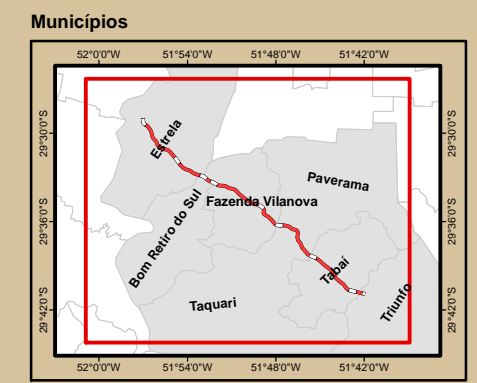 Municípios
52°0'0"W 51°54'0"W 51°48'0"W 51°42'0"W
29°30'0"S
29°30'0"S
Estrela
Paverama
Fazenda Vilanova
Bom Retiro do Sul
29°36'0"S
29°36'0"S
Tabaí
Taquari
Triunfo
29°42'0"S
29°42'0"S
52°0'0"W 51°54'0"W 51°48'0"W 51°42'0"W